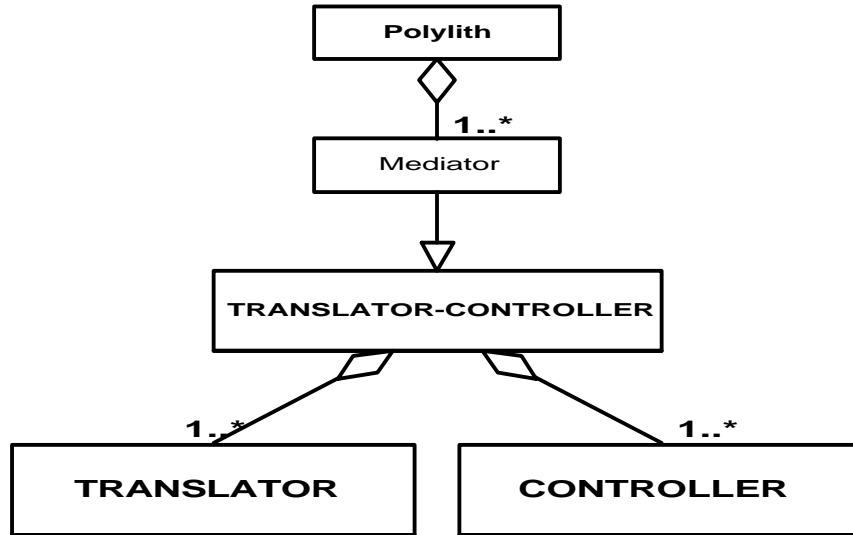 Polylith
1..*
Mediator
TRANSLATOR-CONTROLLER
1..*
1..*
TRANSLATOR
CONTROLLER